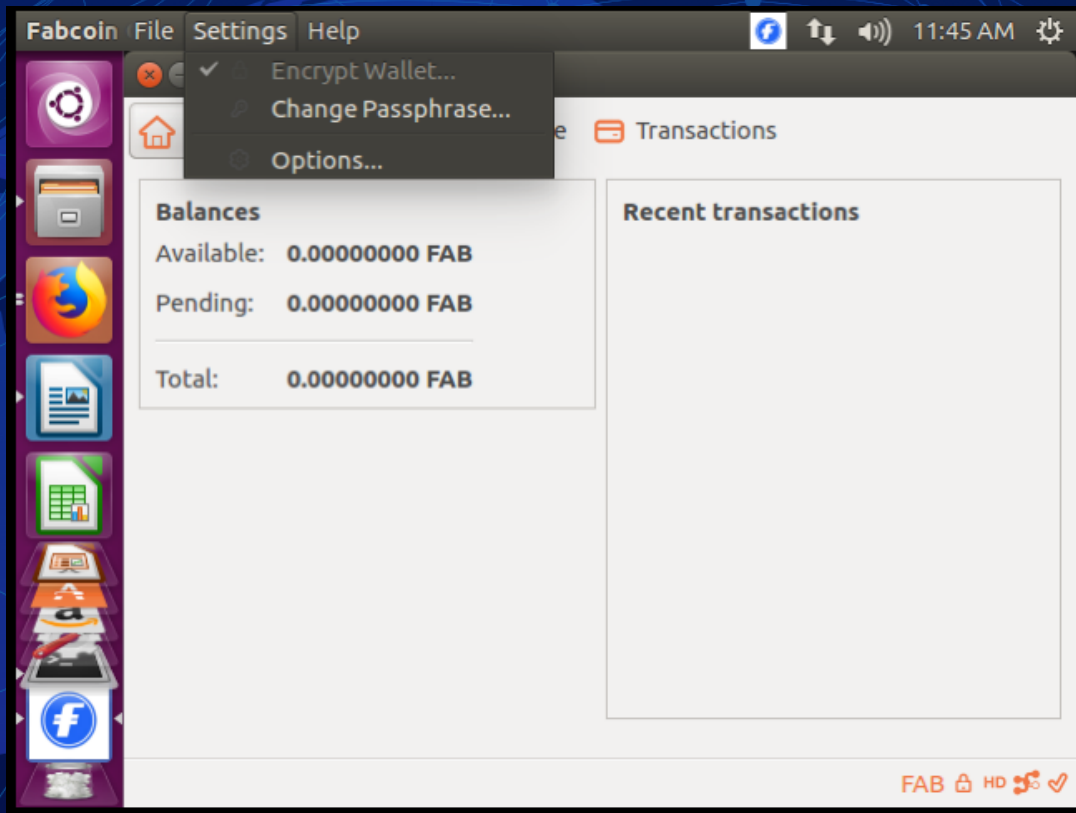 Fabcoin File Settings Help 11:45 AM
Encrypt Wallet...
Change Passphrase...
Options...
e Transactions
Balances
Available: 0.00000000 FAB
Pending: 0.00000000 FAB
Total: 0.00000000 FAB
Recent transactions
FAB HD